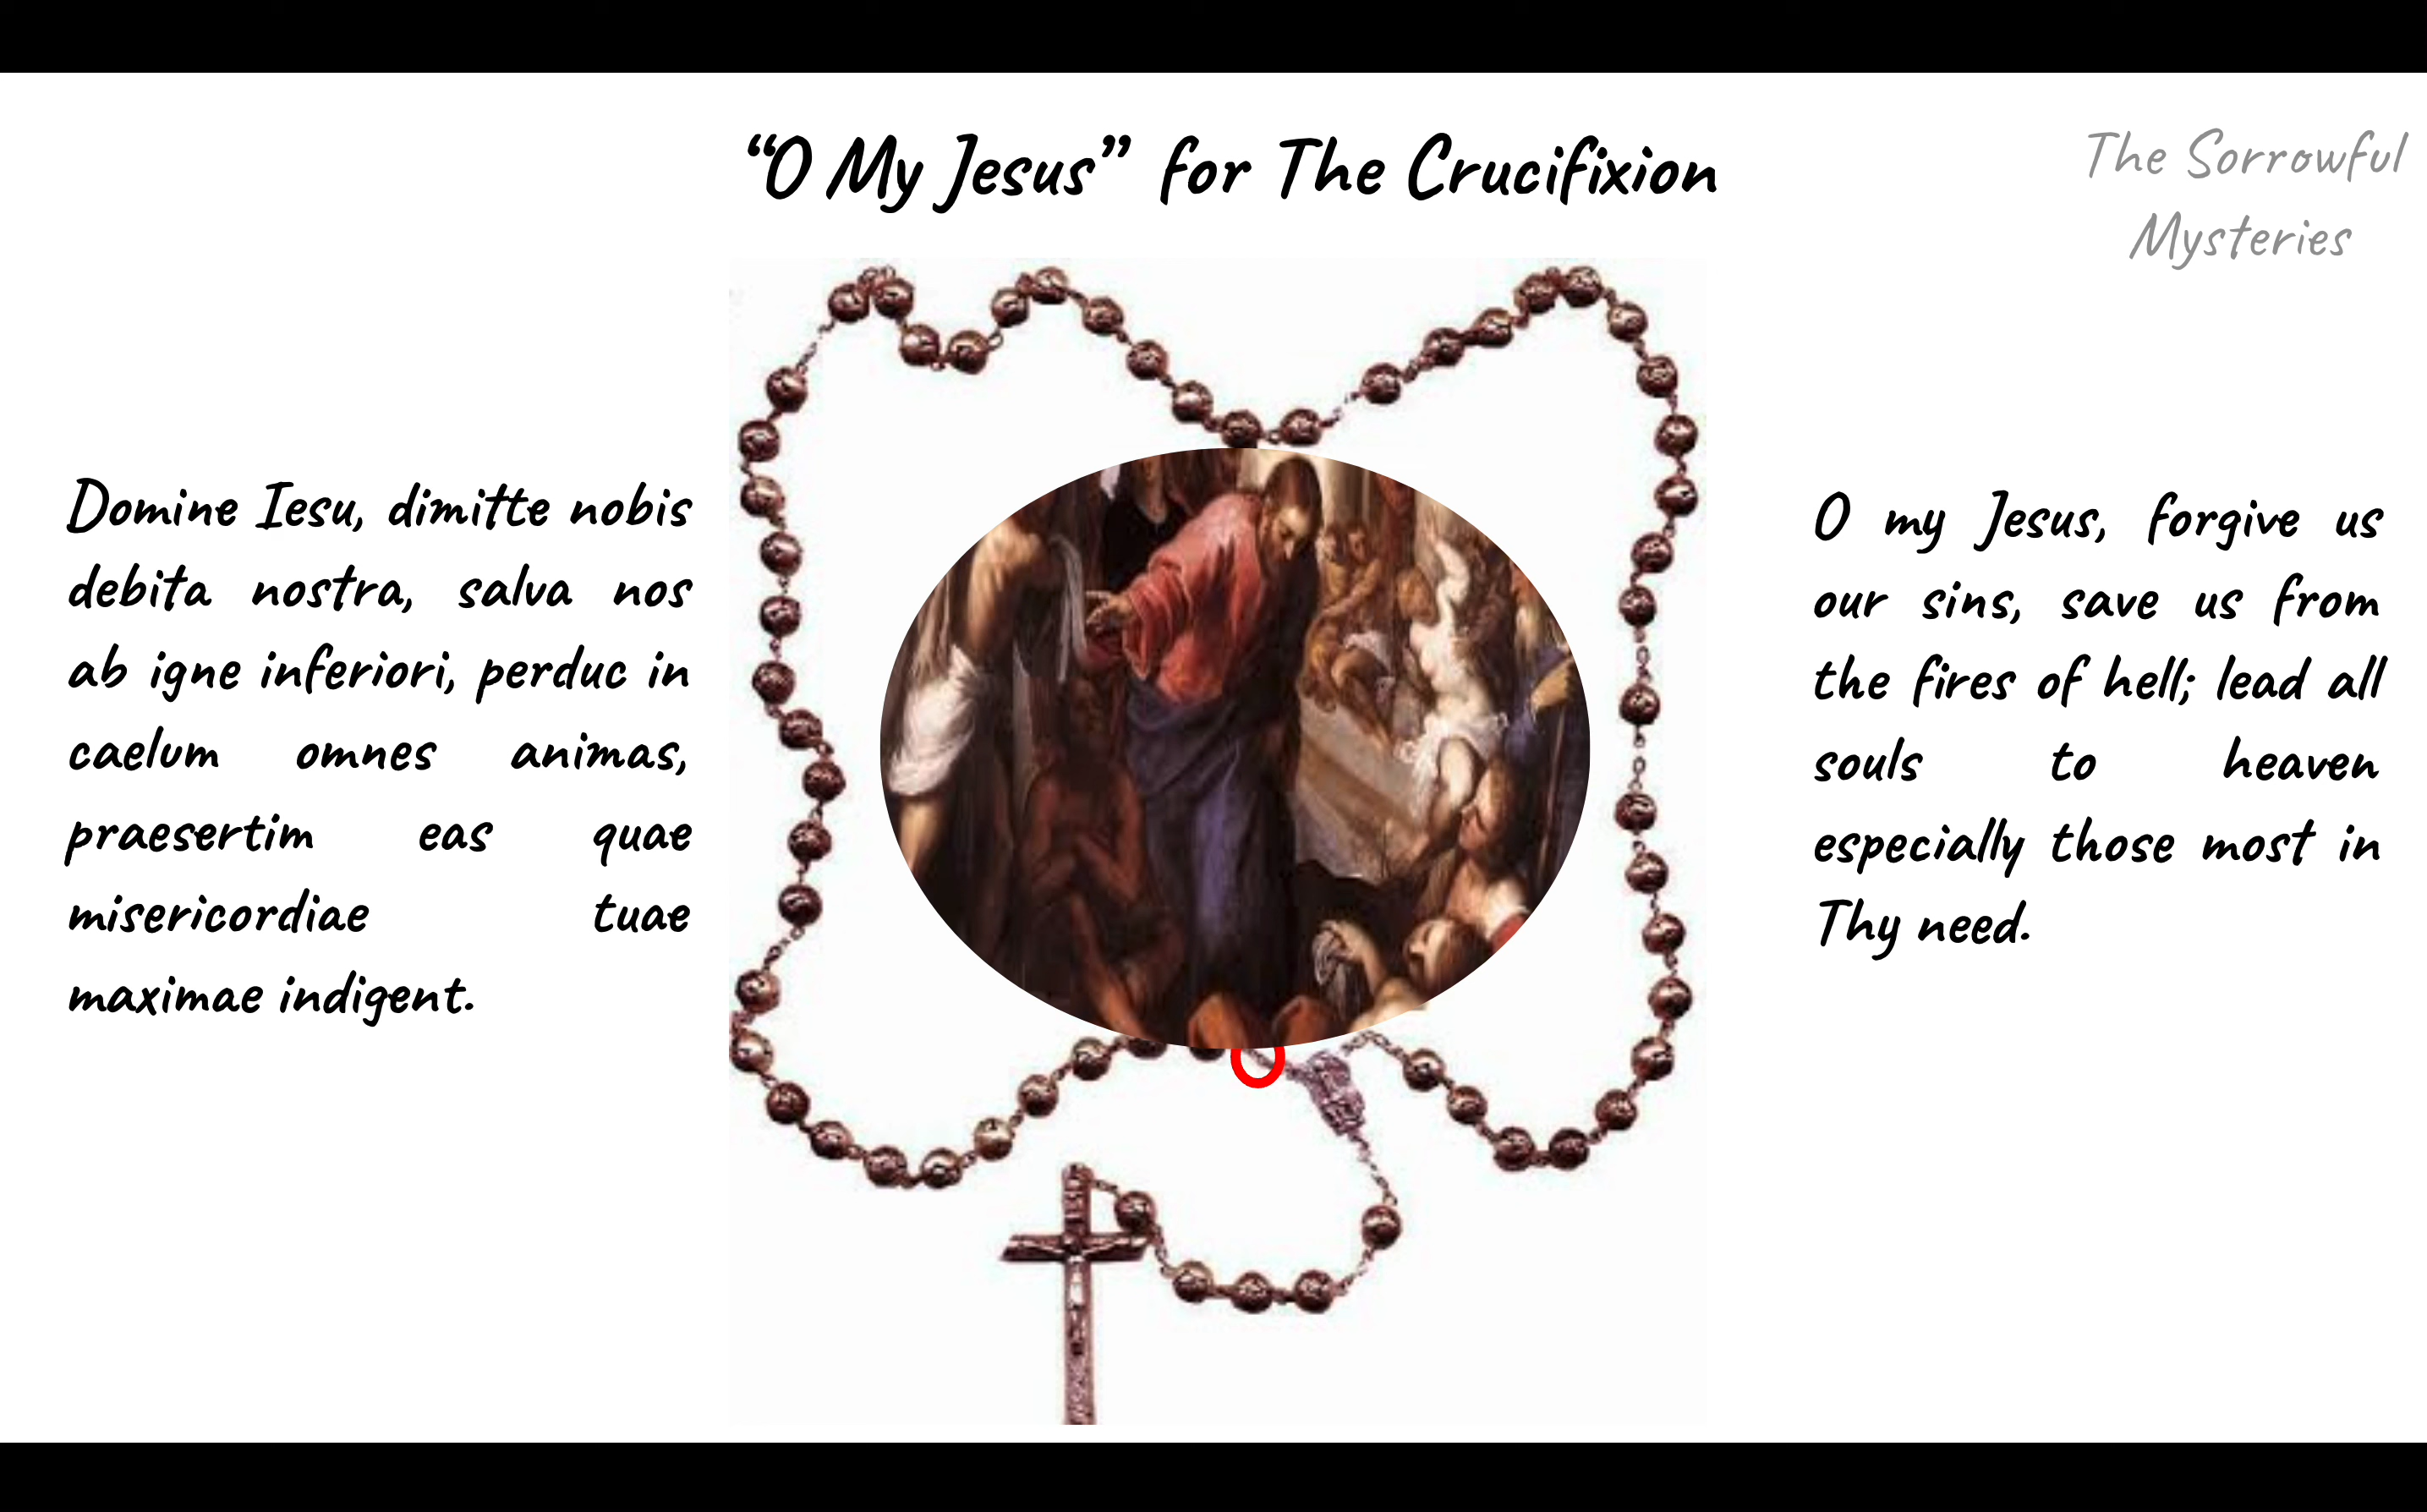 “O My Jesus” for The Crucifixion
The Sorrowful
Mysteries
Domine Iesu, dimitte nobis
debita nostra, salva nos
ab igne inferiori, perduc in
caelum omnes animas,
praesertim eas quae
misericordiae tuae
maximae indigent.
O my Jesus, forgive us
our sins, save us from
the fires of hell; lead all
souls to heaven
especially those most in
Thy need.